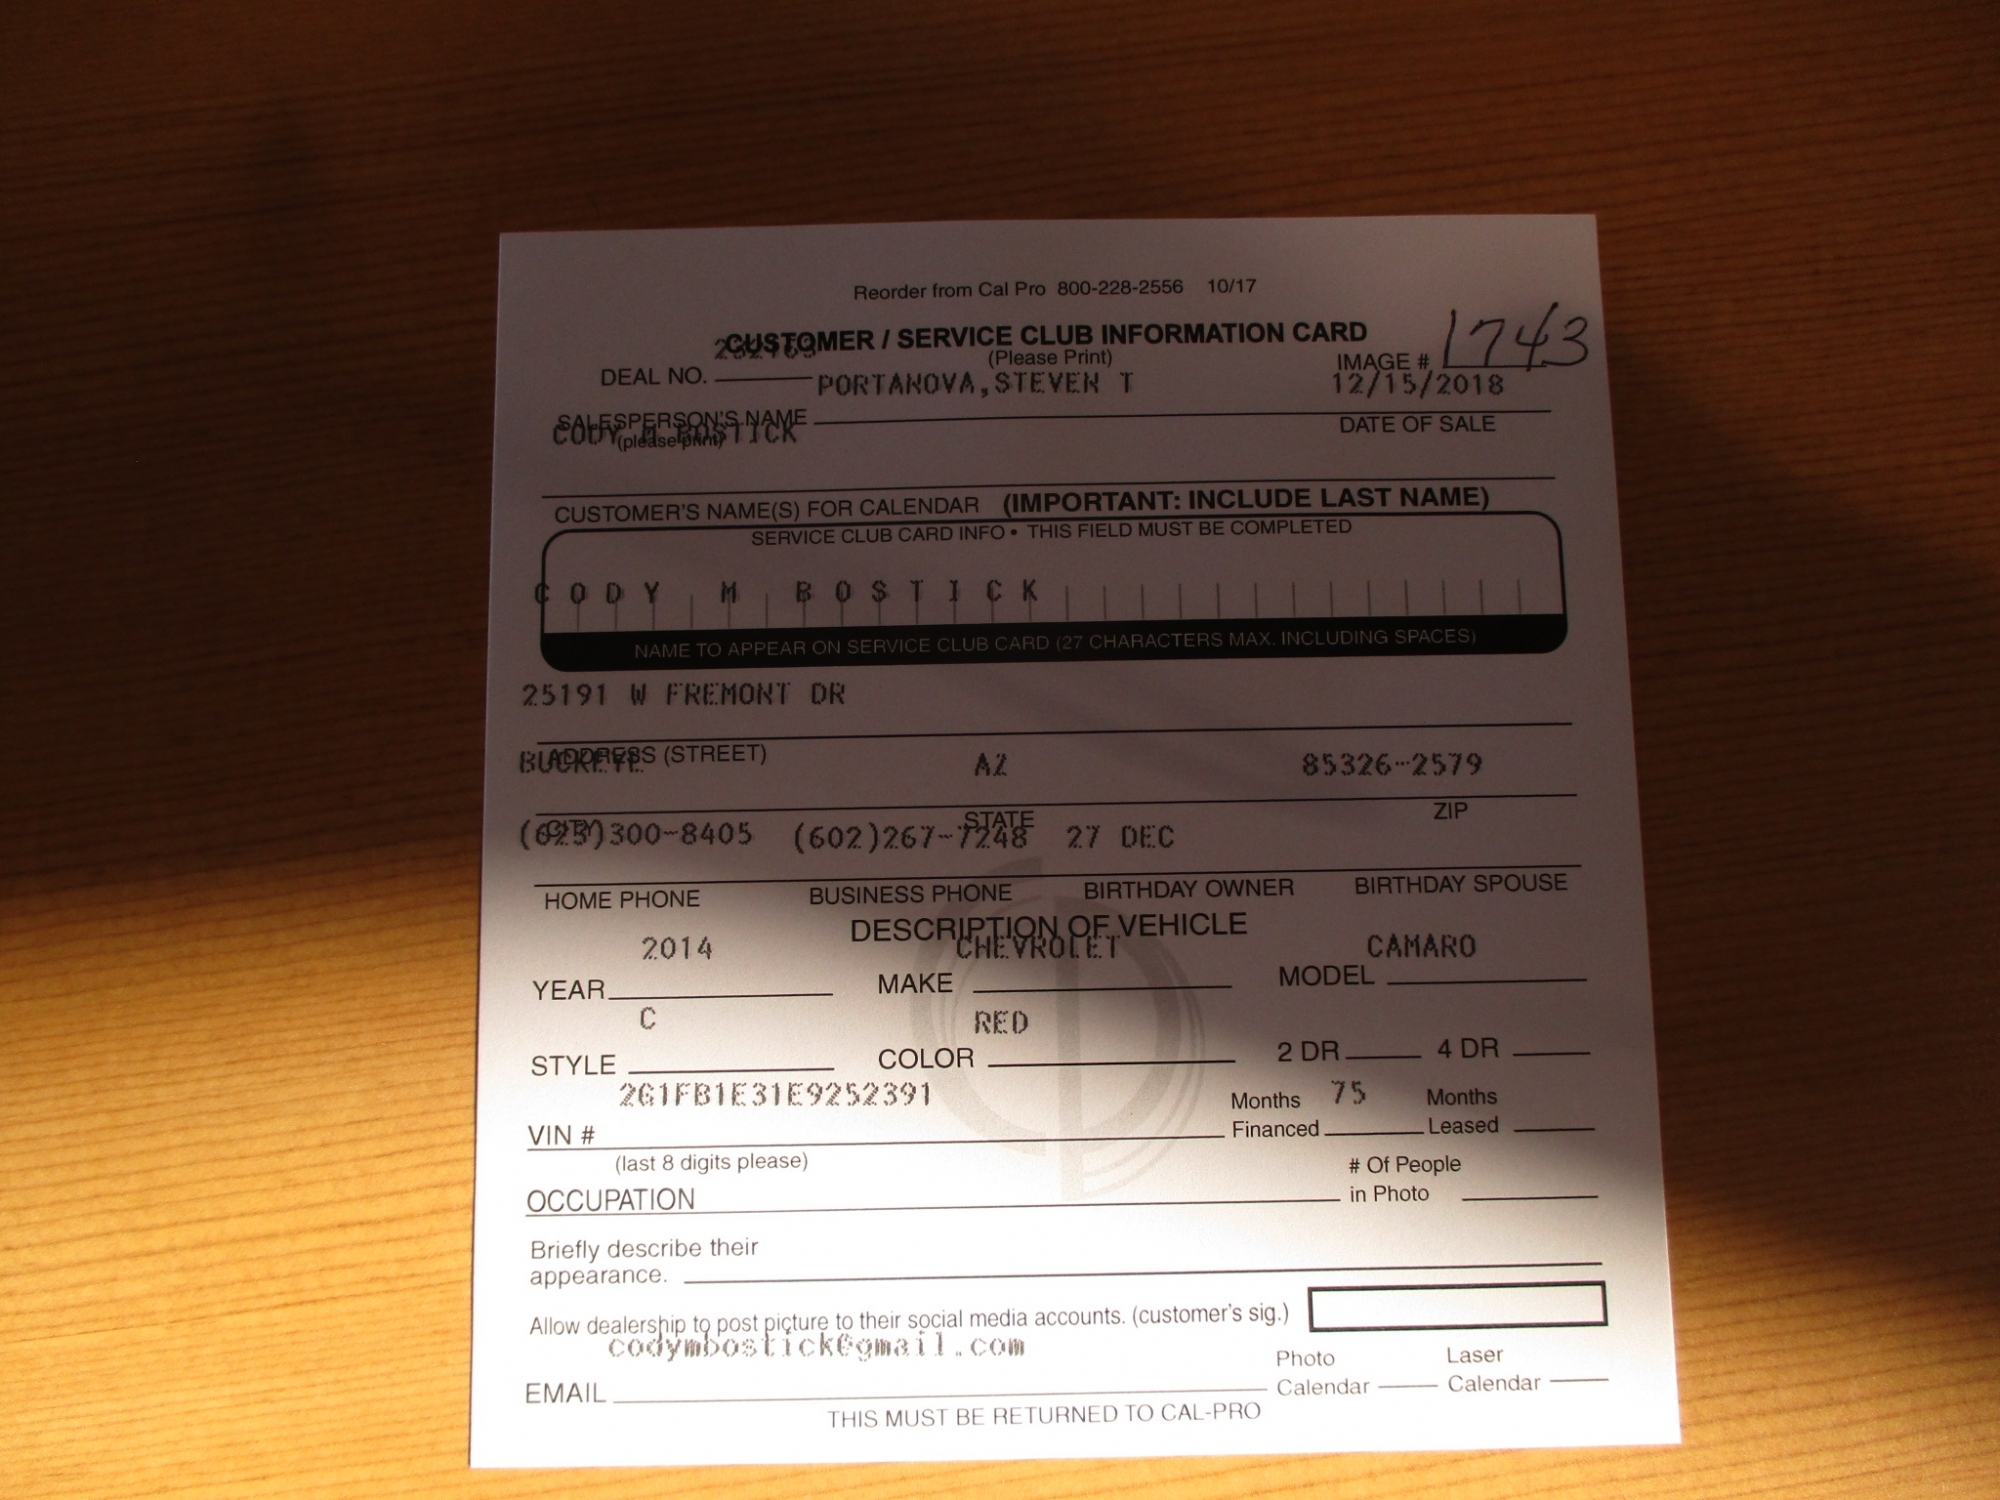 Reorder from Cal Pro 800-228-2556 10/17
CUSTOMER / SERVICE CLUB INFORMATION CARD
(Please Print)
DEAL NO. IMAGE # 1743
PORTANOVA,STEVEN T 12/15/2018
SALESPERSON'S NAME DATE OF SALE
(please print)
CODY M BOSTICK
CUSTOMER'S NAME(S) FOR CALENDAR (IMPORTANT: INCLUDE LAST NAME)
SERVICE CLUB CARD INFO • THIS FIELD MUST BE COMPLETED
CODY M BOSTICK
NAME TO APPEAR ON SERVICE CLUB CARD (27 CHARACTERS MAX. INCLUDING SPACES)
25191 W FREMONT DR
ADDRESS (STREET)
BUCKEYE AZ 85326-2579
CITY STATE ZIP
(623)300-8405 (602)267-7248 27 DEC
HOME PHONE BUSINESS PHONE BIRTHDAY OWNER BIRTHDAY SPOUSE
DESCRIPTION OF VEHICLE
2014 CHEVROLET CAMARO
YEAR MAKE MODEL
C RED
STYLE COLOR 2 DR 4 DR
2G1FB1E31E9252391 Months 75 Months
VIN # Financed Leased
(last 8 digits please) # Of People
OCCUPATION in Photo
Briefly describe their
appearance.
Allow dealership to post picture to their social media accounts. (customer's sig.)
codymbostick@gmail.com Photo Laser
EMAIL Calendar Calendar
THIS MUST BE RETURNED TO CAL-PRO